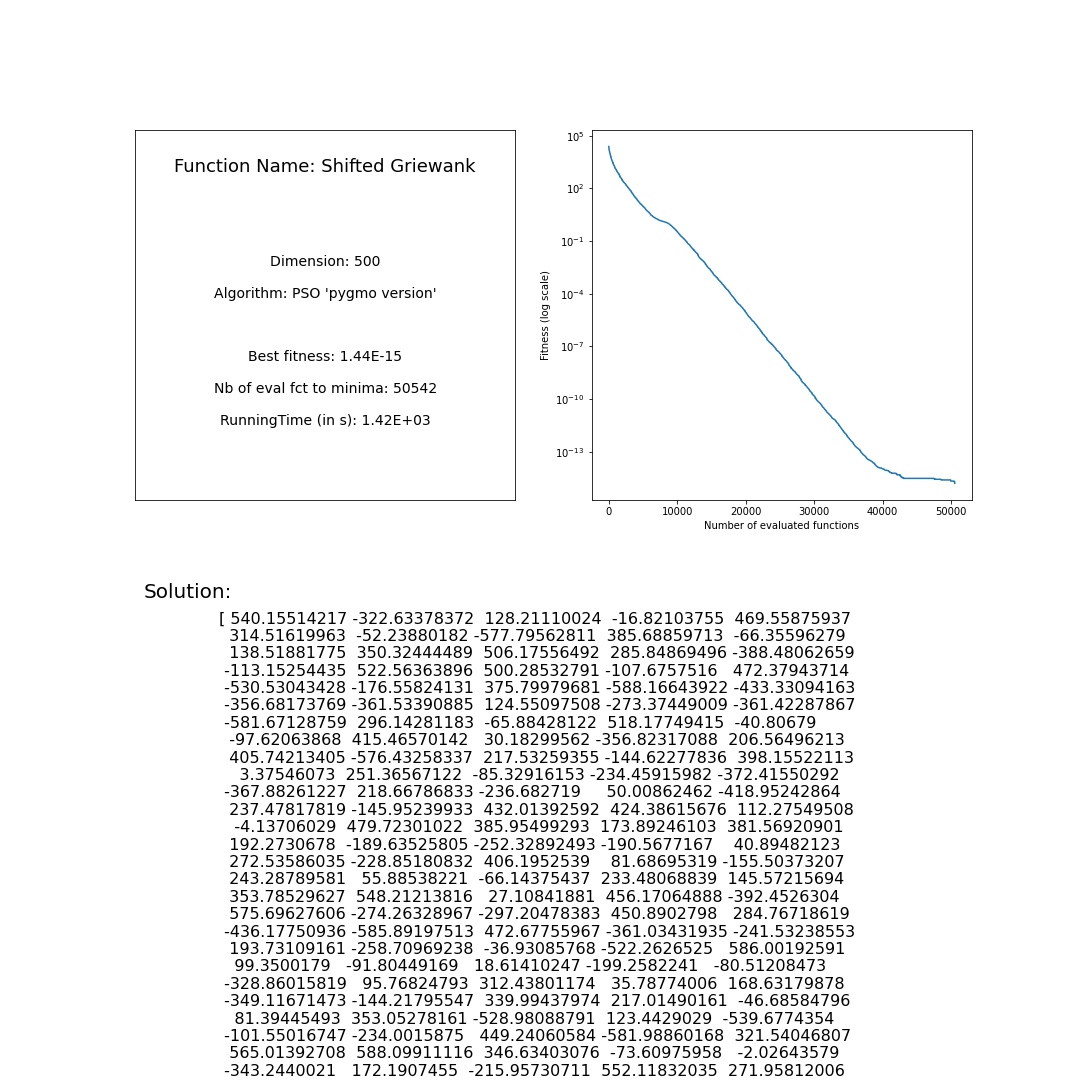 Function Name: Shifted Griewank
Dimension: 500
Algorithm: PSO 'pygmo version'
Best fitness: 1.44E-15
Nb of eval fct to minima: 50542
RunningTime (in s): 1.42E+03
Fitness (log scale)
10^5
10^2
10^-1
10^-4
10^-7
10^-10
10^-13
0 10000 20000 30000 40000 50000
Number of evaluated functions
Solution:
[ 540.15514217 -322.63378372 128.21110024 -16.82103755 469.55875937
314.51619963 -52.23880182 -577.79562811 385.68859713 -66.35596279
138.51881775 350.32444489 506.17556492 285.84869496 -388.48062659
-113.15254435 522.56363896 500.28532791 -107.6757516 472.37943714
-530.53043428 -176.55824131 375.79979681 -588.16643922 -433.33094163
-356.68173769 -361.53390885 124.55097508 -273.37449009 -361.42287867
-581.67128759 296.14281183 -65.88428122 518.17749415 -40.80679
-97.62063868 415.46570142 30.18299562 -356.82317088 206.56496213
405.74213405 -576.43258337 217.53259355 -144.62277836 398.15522113
3.37546073 251.36567122 -85.32916153 -234.45915982 -372.41550292
-367.88261227 218.66786833 -236.682719 50.00862462 -418.95242864
237.47817819 -145.95239933 432.01392592 424.38615676 112.27549508
-4.13706029 479.72301022 385.95499293 173.89246103 381.56920901
192.2730678 -189.63525805 -252.32892493 -190.5677167 40.89482123
272.53586035 -228.85180832 406.1952539 81.68695319 -155.50373207
243.28789581 55.88538221 -66.14375437 233.48068839 145.57215694
353.78529627 548.21213816 27.10841881 456.17064888 -392.4526304
575.69627606 -274.26328967 -297.20478383 450.8902798 284.76718619
-436.17750936 -585.89197513 472.67755967 -361.03431935 -241.53238553
193.73109161 -258.70969238 -36.93085768 -522.2626525 586.00192591
99.3500179 -91.80449169 18.61410247 -199.2582241 -80.51208473
-328.86015819 95.76824793 312.43801174 35.78774006 168.63179878
-349.11671473 -144.21795547 339.99437974 217.01490161 -46.68584796
81.39445493 353.05278161 -528.98088791 123.4429029 -539.6774354
-101.55016747 -234.0015875 449.24060584 -581.98860168 321.54046807
565.01392708 588.09911116 346.63403076 -73.60975958 -2.02643579
-343.2440021 172.1907455 -215.95730711 552.11832035 271.95812006